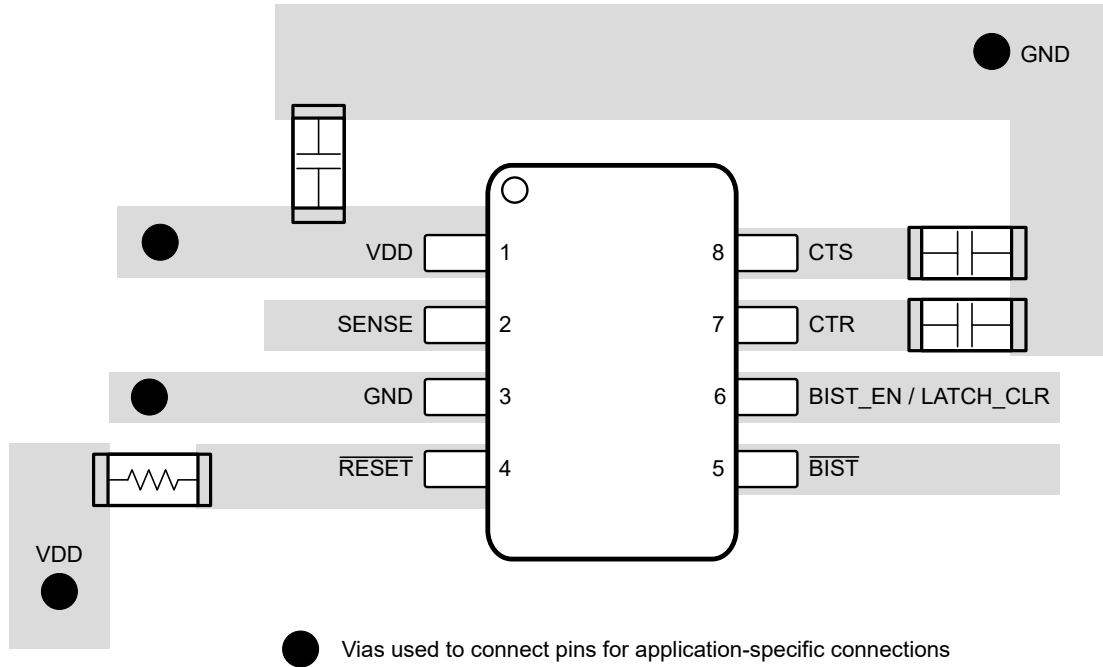 GND
VDD 1 8 CTS
SENSE 2 7 CTR
GND 3 6 BIST_EN / LATCH_CLR
RESET 4 5 BIST
VDD
Vias used to connect pins for application-specific connections